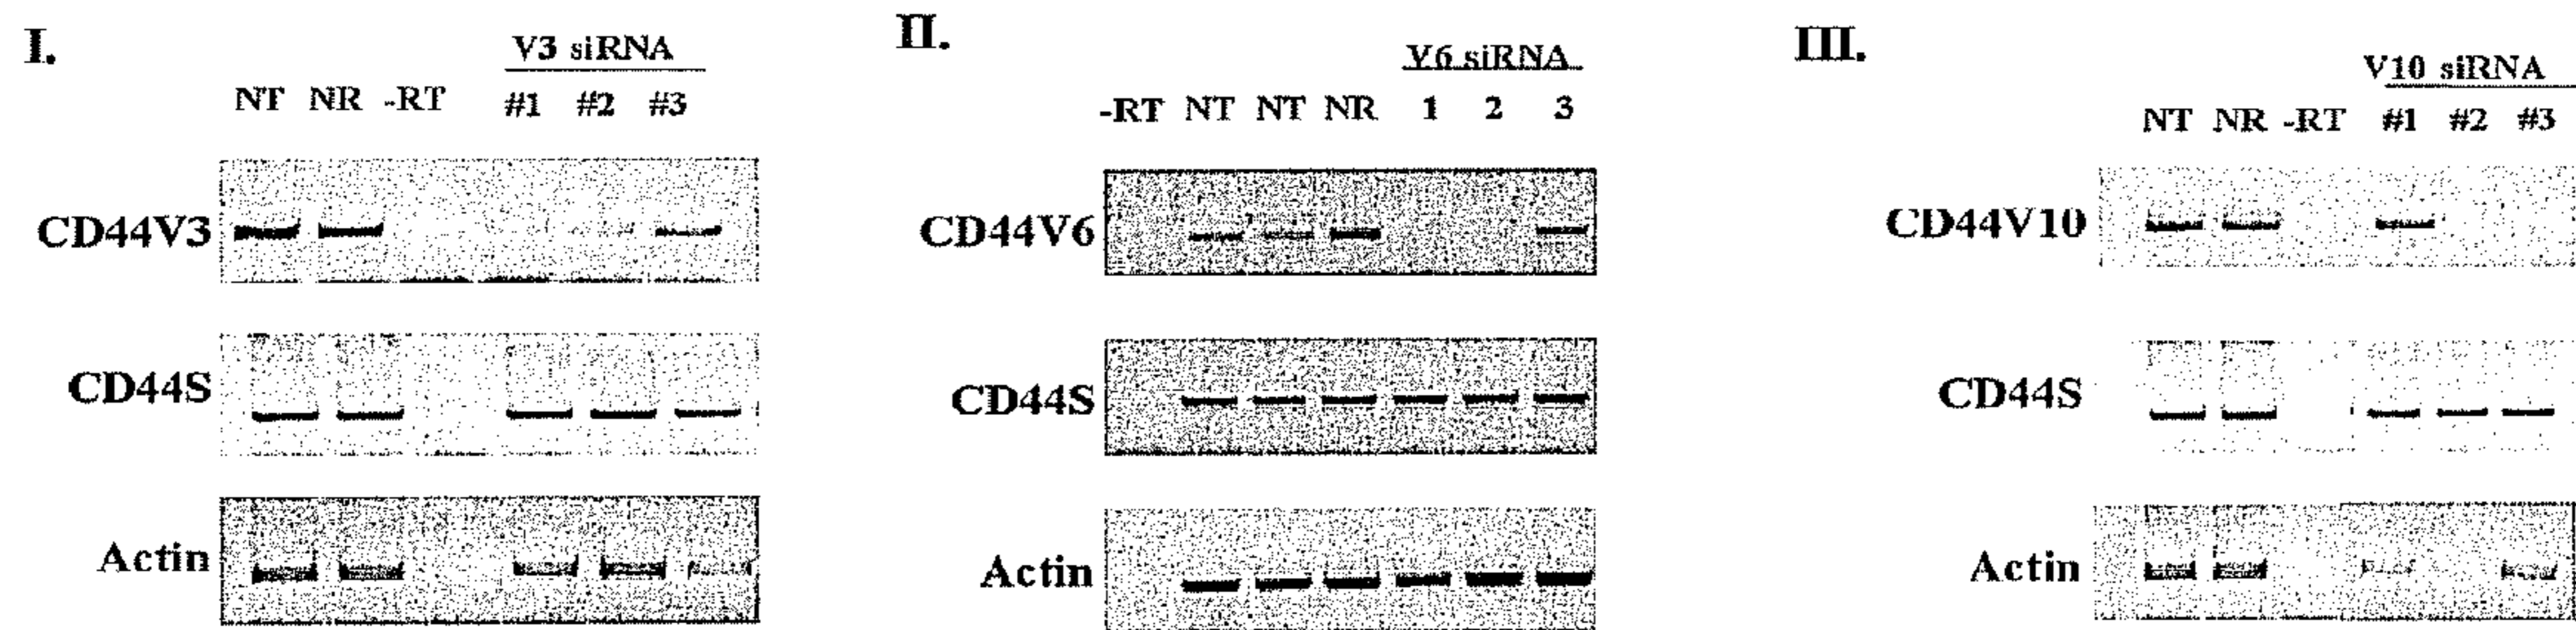 I.
V3 siRNA
NT NR -RT #1 #2 #3
CD44V3
CD44S
Actin
II.
V6 siRNA
-RT NT NT NR 1 2 3
CD44V6
CD44S
Actin
III.
V10 siRNA
NT NR -RT #1 #2 #3
CD44V10
CD44S
Actin